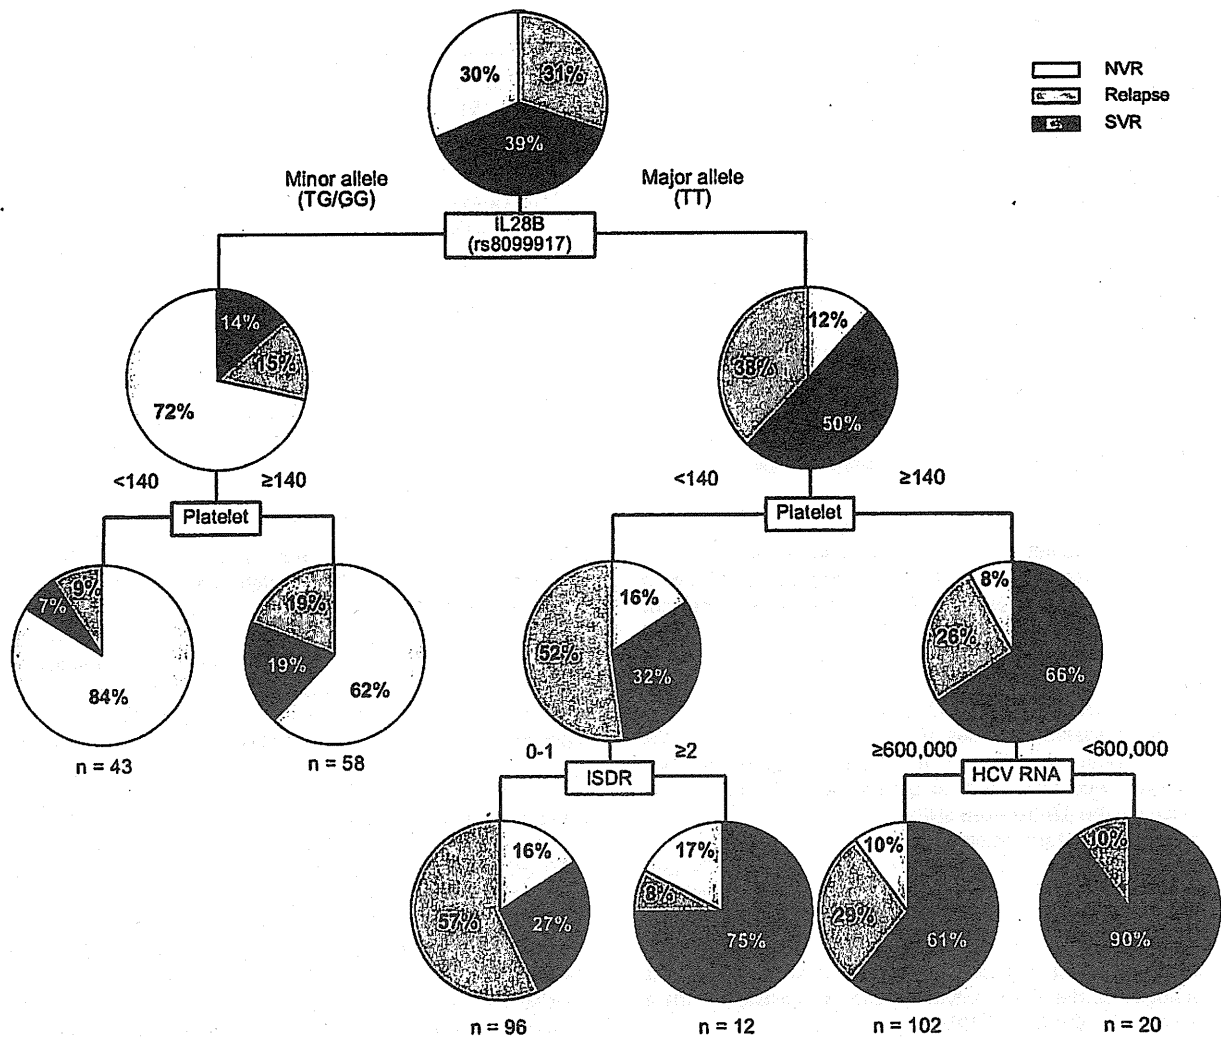 30%
31%
39%
NVR
Relapse
SVR
Minor allele
(TG/GG)
Major allele
(TT)
IL28B
(rs8099917)
14%
15%
72%
12%
38%
50%
<140
≥140
Platelet
<140
≥140
Platelet
9%
7%
84%
19%
19%
62%
16%
52%
32%
8%
26%
66%
n = 43
n = 58
0-1
≥2
ISDR
≥600,000
<600,000
HCV RNA
16%
57%
27%
17%
8%
75%
10%
29%
61%
10%
90%
n = 96
n = 12
n = 102
n = 20